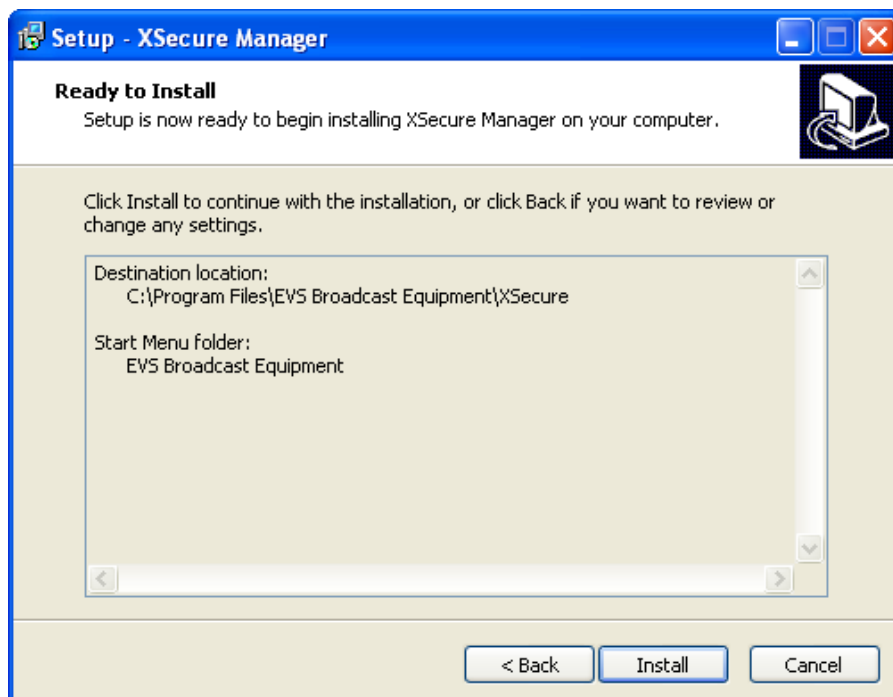 Setup - XSecure Manager
Ready to Install
Setup is now ready to begin installing XSecure Manager on your computer.
Click Install to continue with the installation, or click Back if you want to review or
change any settings.
Destination location:
C:\Program Files\EVS Broadcast Equipment\XSecure
Start Menu folder:
EVS Broadcast Equipment
< Back
Install
Cancel